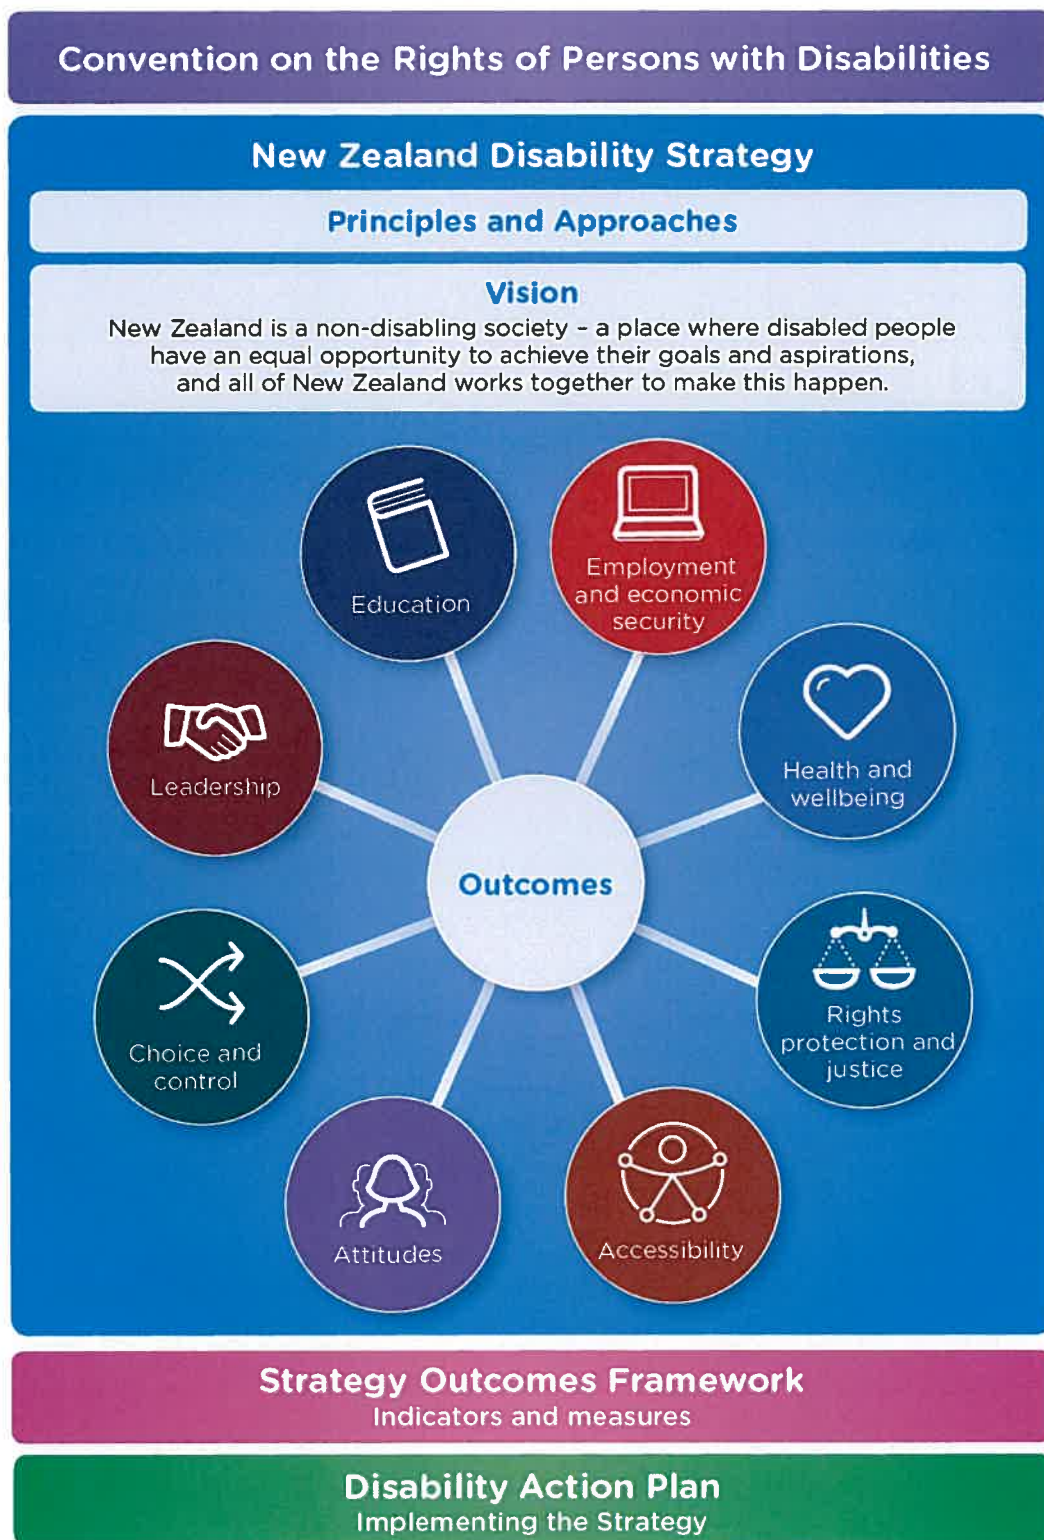 Convention on the Rights of Persons with Disabilities
New Zealand Disability Strategy
Principles and Approaches
Vision
New Zealand is a non-disabling society – a place where disabled people
have an equal opportunity to achieve their goals and aspirations,
and all of New Zealand works together to make this happen.
Education
Employment
and economic
security
Leadership
Health and
wellbeing
Outcomes
Choice and
control
Rights
protection and
justice
Attitudes
Accessibility
Strategy Outcomes Framework
Indicators and measures
Disability Action Plan
Implementing the Strategy